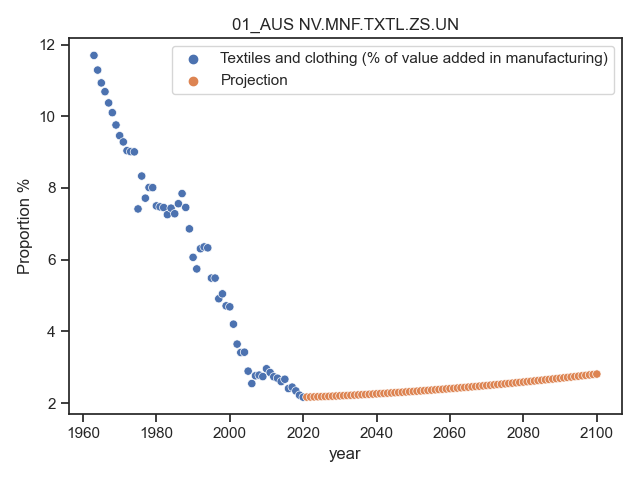 01_AUS NV.MNF.TXTL.ZS.UN
Textiles and clothing (% of value added in manufacturing)
Projection
Proportion %
12
10
8
6
4
2
1960 1980 2000 2020 2040 2060 2080 2100
year